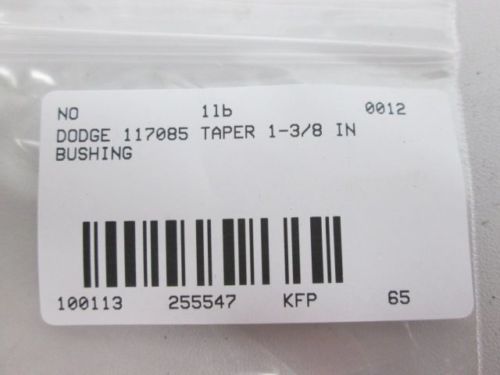 NO 1lb 0012
DODGE 117085 TAPER 1-3/8 IN
BUSHING
100113 255547 KFP 65